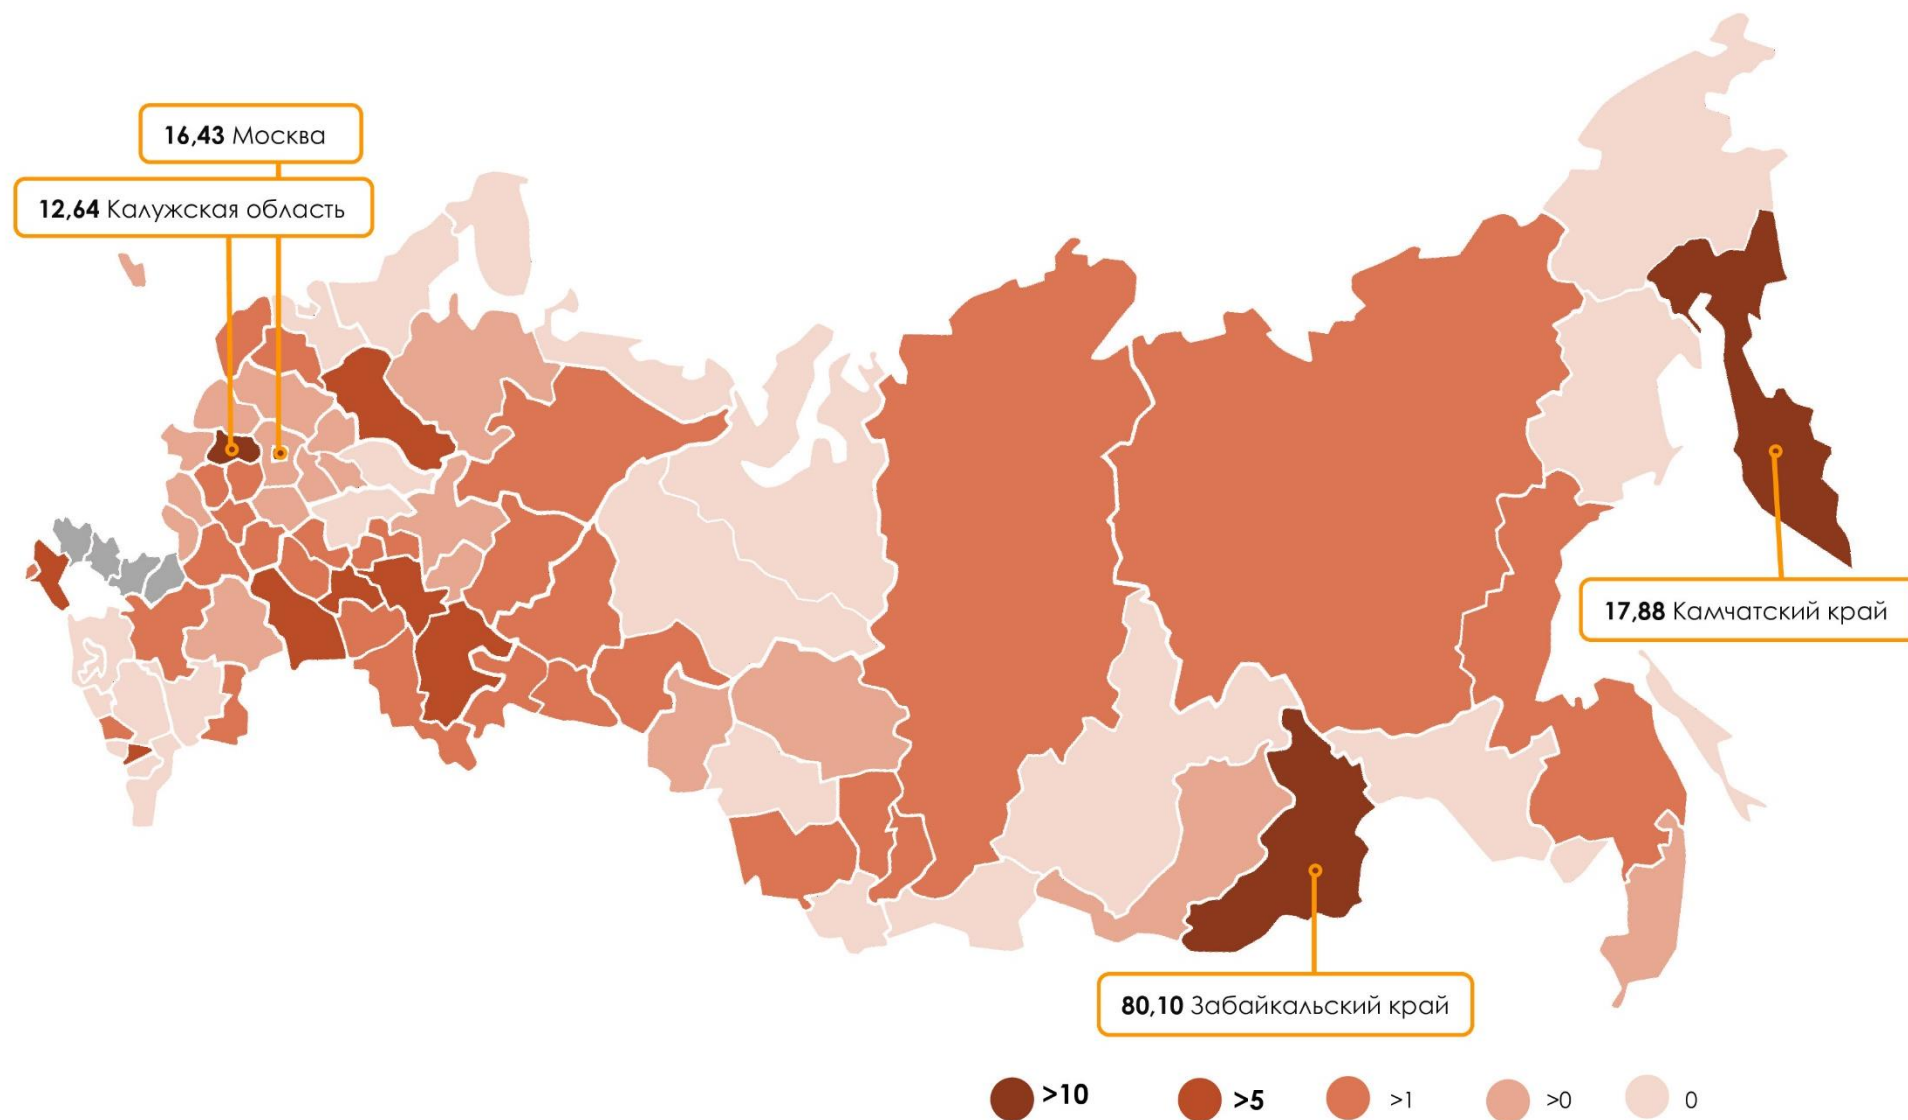 16,43 Москва
12,64 Калужская область
17,88 Камчатский край
80,10 Забайкальский край
>10
>5
>1
>0
0